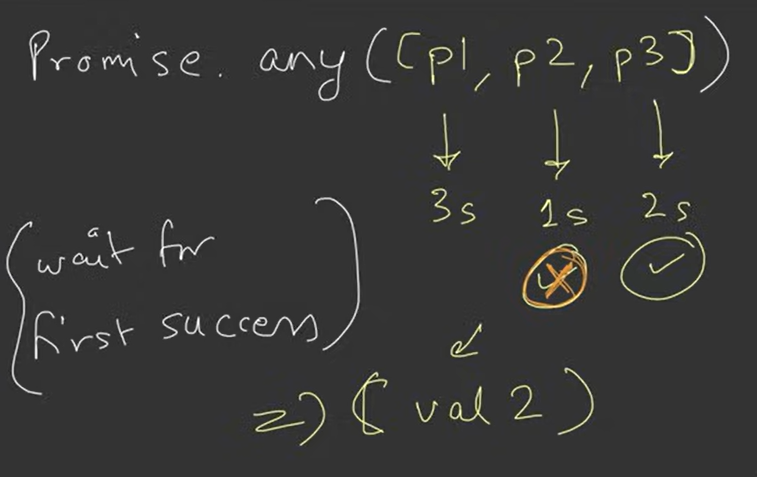 Promise. any ([p1, p2, p3])
3s 1s 2s
(wait for
first success)
=> ( val 2 )